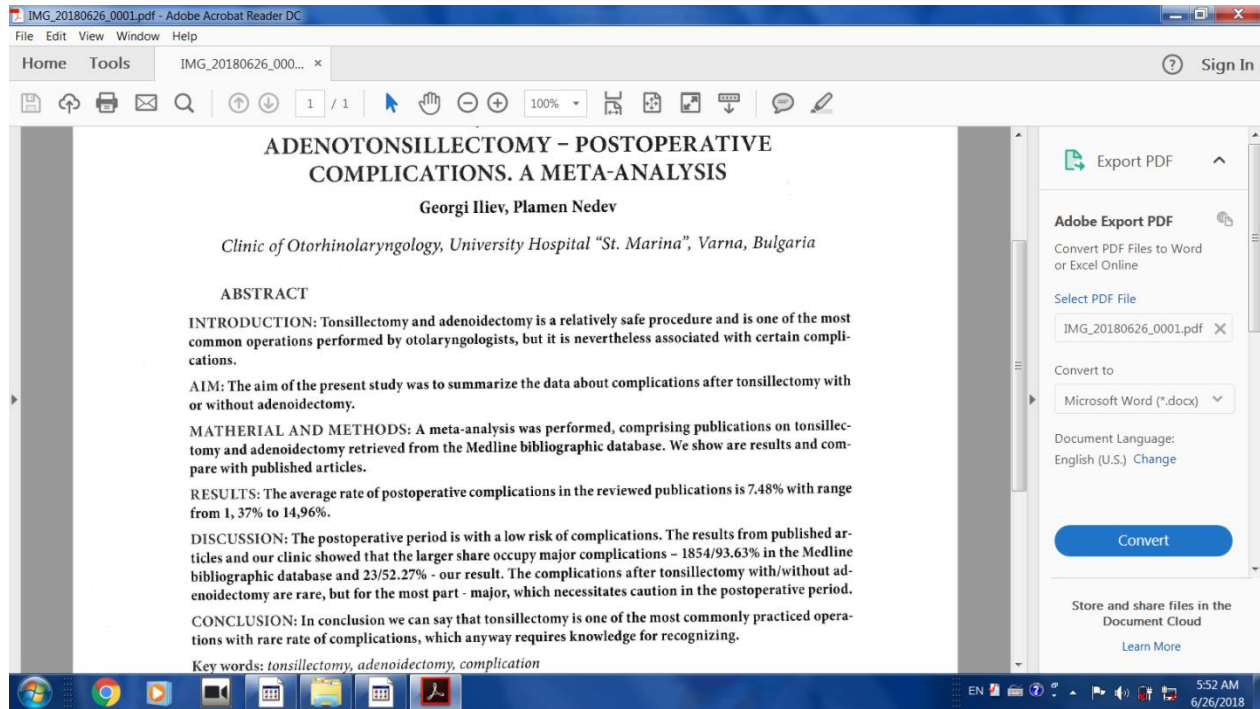 IMG_20180626_0001.pdf - Adobe Acrobat Reader DC
File Edit View Window Help
Home Tools IMG_20180626_000... × ? Sign In
1 / 1 100%
ADENOTONSILLECTOMY – POSTOPERATIVE
COMPLICATIONS. A META-ANALYSIS
Georgi Iliev, Plamen Nedev
Clinic of Otorhinolaryngology, University Hospital “St. Marina”, Varna, Bulgaria
ABSTRACT
INTRODUCTION: Tonsillectomy and adenoidectomy is a relatively safe procedure and is one of the most
common operations performed by otolaryngologists, but it is nevertheless associated with certain compli-
cations.
AIM: The aim of the present study was to summarize the data about complications after tonsillectomy with
or without adenoidectomy.
MATHERIAL AND METHODS: A meta-analysis was performed, comprising publications on tonsillec-
tomy and adenoidectomy retrieved from the Medline bibliographic database. We show are results and com-
pare with published articles.
RESULTS: The average rate of postoperative complications in the reviewed publications is 7.48% with range
from 1, 37% to 14,96%.
DISCUSSION: The postoperative period is with a low risk of complications. The results from published ar-
ticles and our clinic showed that the larger share occupy major complications – 1854/93.63% in the Medline
bibliographic database and 23/52.27% - our result. The complications after tonsillectomy with/without ad-
enoidectomy are rare, but for the most part - major, which necessitates caution in the postoperative period.
CONCLUSION: In conclusion we can say that tonsillectomy is one of the most commonly practiced opera-
tions with rare rate of complications, which anyway requires knowledge for recognizing.
Key words: tonsillectomy, adenoidectomy, complication
Export PDF
Adobe Export PDF
Convert PDF Files to Word
or Excel Online
Select PDF File
IMG_20180626_0001.pdf
Convert to
Microsoft Word (*.docx)
Document Language:
English (U.S.) Change
Convert
Store and share files in the
Document Cloud
Learn More
EN
5:52 AM
6/26/2018